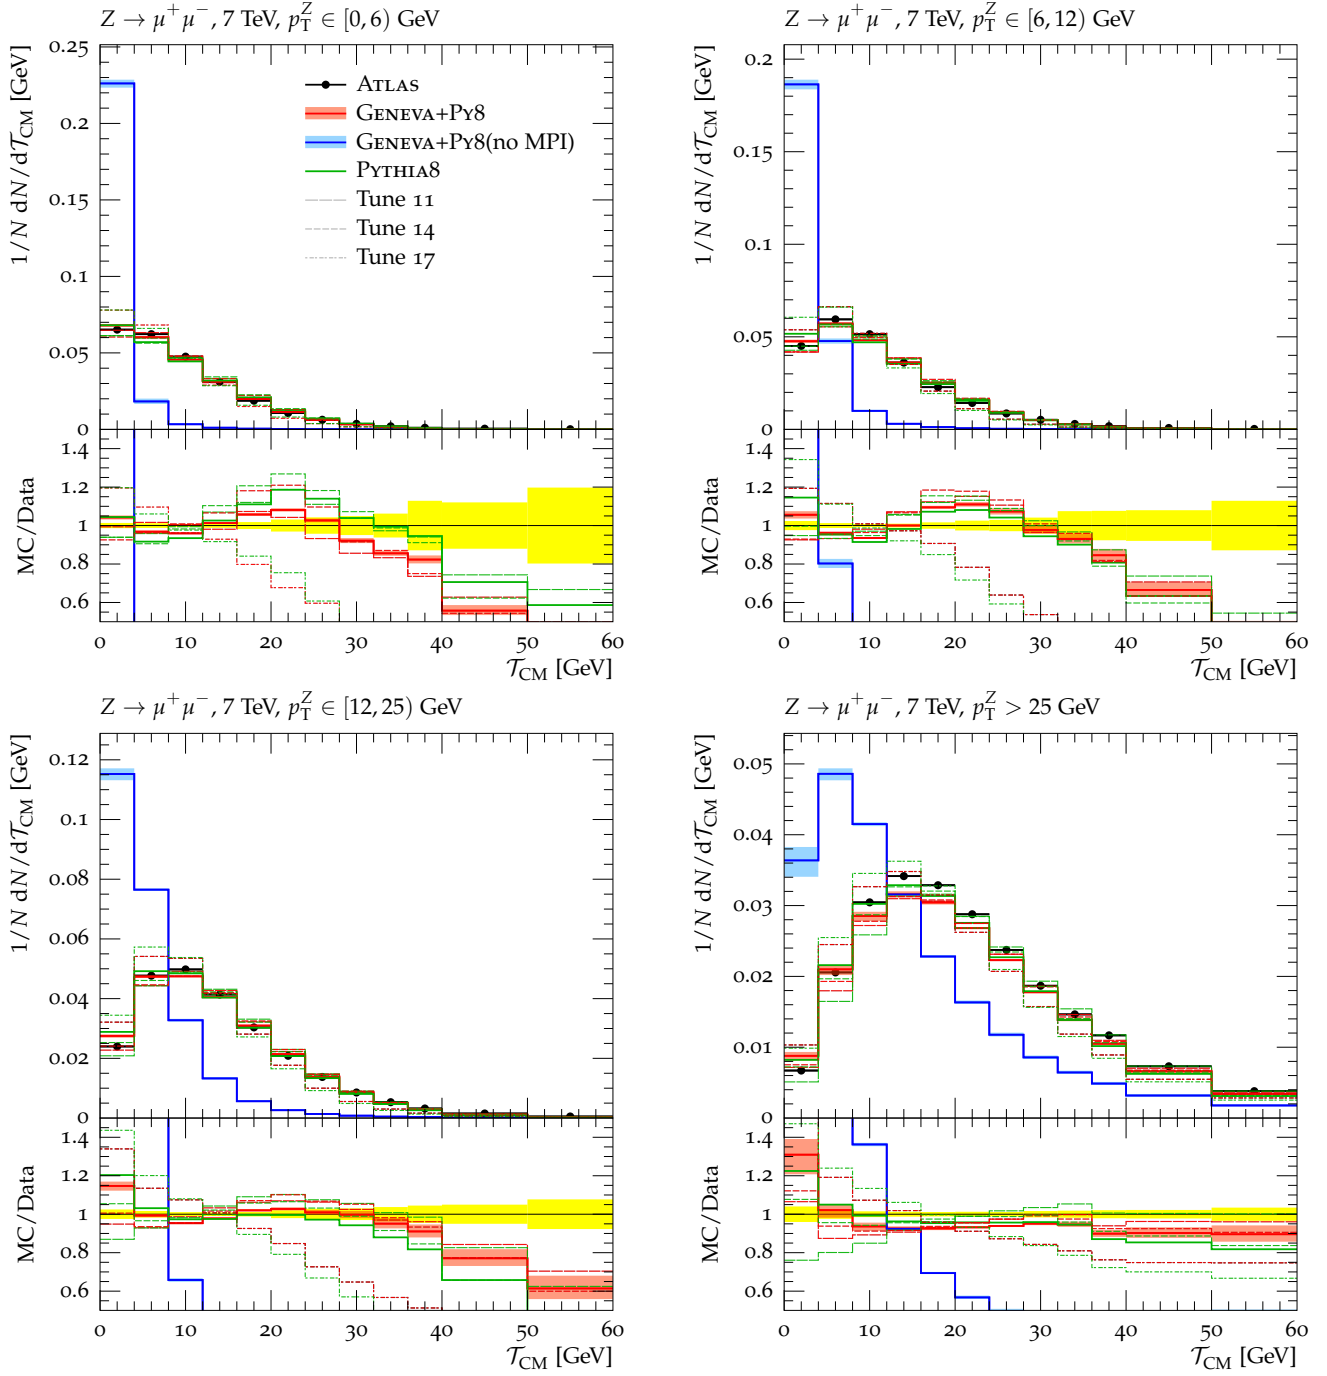 Z → μ⁺μ⁻, 7 TeV, p_T^Z ∈ [0, 6) GeV
1/N dN/d𝒯_CM [GeV]
0.25
0.2
0.15
0.1
0.05
0
ATLAS
GENEVA+PY8
GENEVA+PY8(no MPI)
PYTHIA8
Tune 11
Tune 14
Tune 17
MC/Data
1.4
1.2
1
0.8
0.6
0 10 20 30 40 50 60
𝒯_CM [GeV]
Z → μ⁺μ⁻, 7 TeV, p_T^Z ∈ [6, 12) GeV
1/N dN/d𝒯_CM [GeV]
0.2
0.15
0.1
0.05
0
MC/Data
1.4
1.2
1
0.8
0.6
0 10 20 30 40 50 60
𝒯_CM [GeV]
Z → μ⁺μ⁻, 7 TeV, p_T^Z ∈ [12, 25) GeV
1/N dN/d𝒯_CM [GeV]
0.12
0.1
0.08
0.06
0.04
0.02
0
MC/Data
1.4
1.2
1
0.8
0.6
0 10 20 30 40 50 60
𝒯_CM [GeV]
Z → μ⁺μ⁻, 7 TeV, p_T^Z > 25 GeV
1/N dN/d𝒯_CM [GeV]
0.05
0.04
0.03
0.02
0.01
0
MC/Data
1.4
1.2
1
0.8
0.6
0 10 20 30 40 50 60
𝒯_CM [GeV]